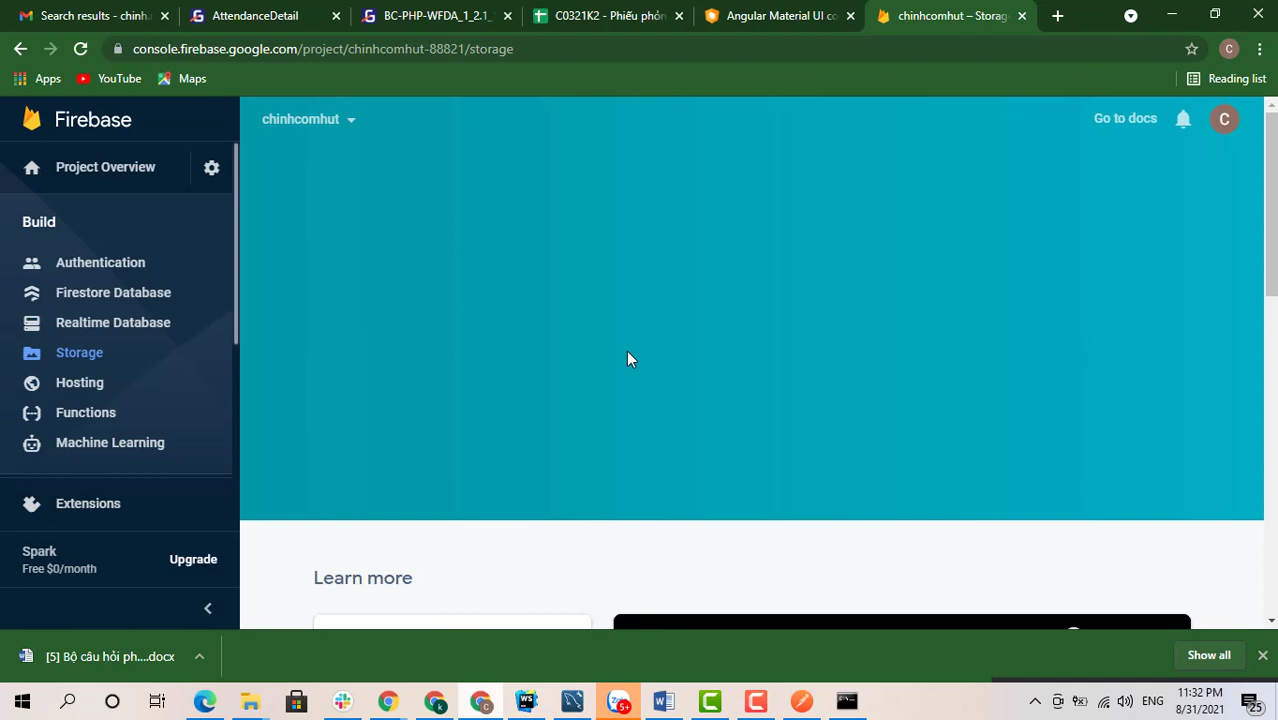 Search results - chinh.
AttendanceDetail
BC-PHP-WFDA_1_2.1_
C0321K2 - Phiếu phỏn
Angular Material UI co
chinhcomhut – Storag
console.firebase.google.com/project/chinhcomhut-88821/storage
C
Apps
YouTube
Maps
Reading list
Firebase
chinhcomhut
Go to docs
C
Project Overview
Build
Authentication
Firestore Database
Realtime Database
Storage
Hosting
Functions
Machine Learning
Extensions
Spark
Free $0/month
Upgrade
Learn more
[5] Bộ câu hỏi ph....docx
Show all
ENG
11:32 PM
8/31/2021
25
5+